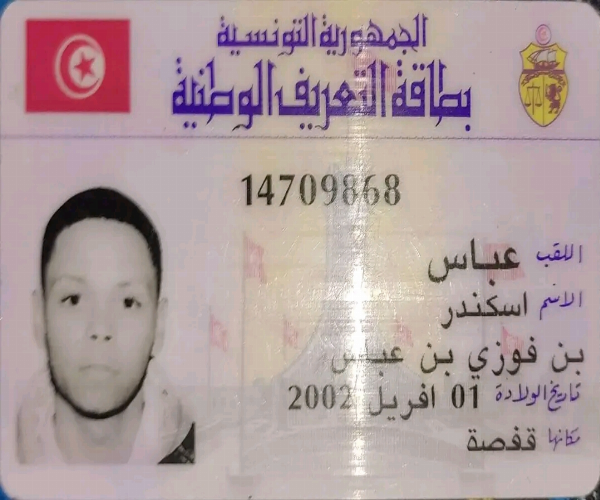 الجمهورية التونسية
بطاقة التعريف الوطنية
14709868
اللقب عباس
الاسم اسكندر
بن فوزي بن عباس
تاريخ الولادة 01 افريل 2002
مكانها قفصة